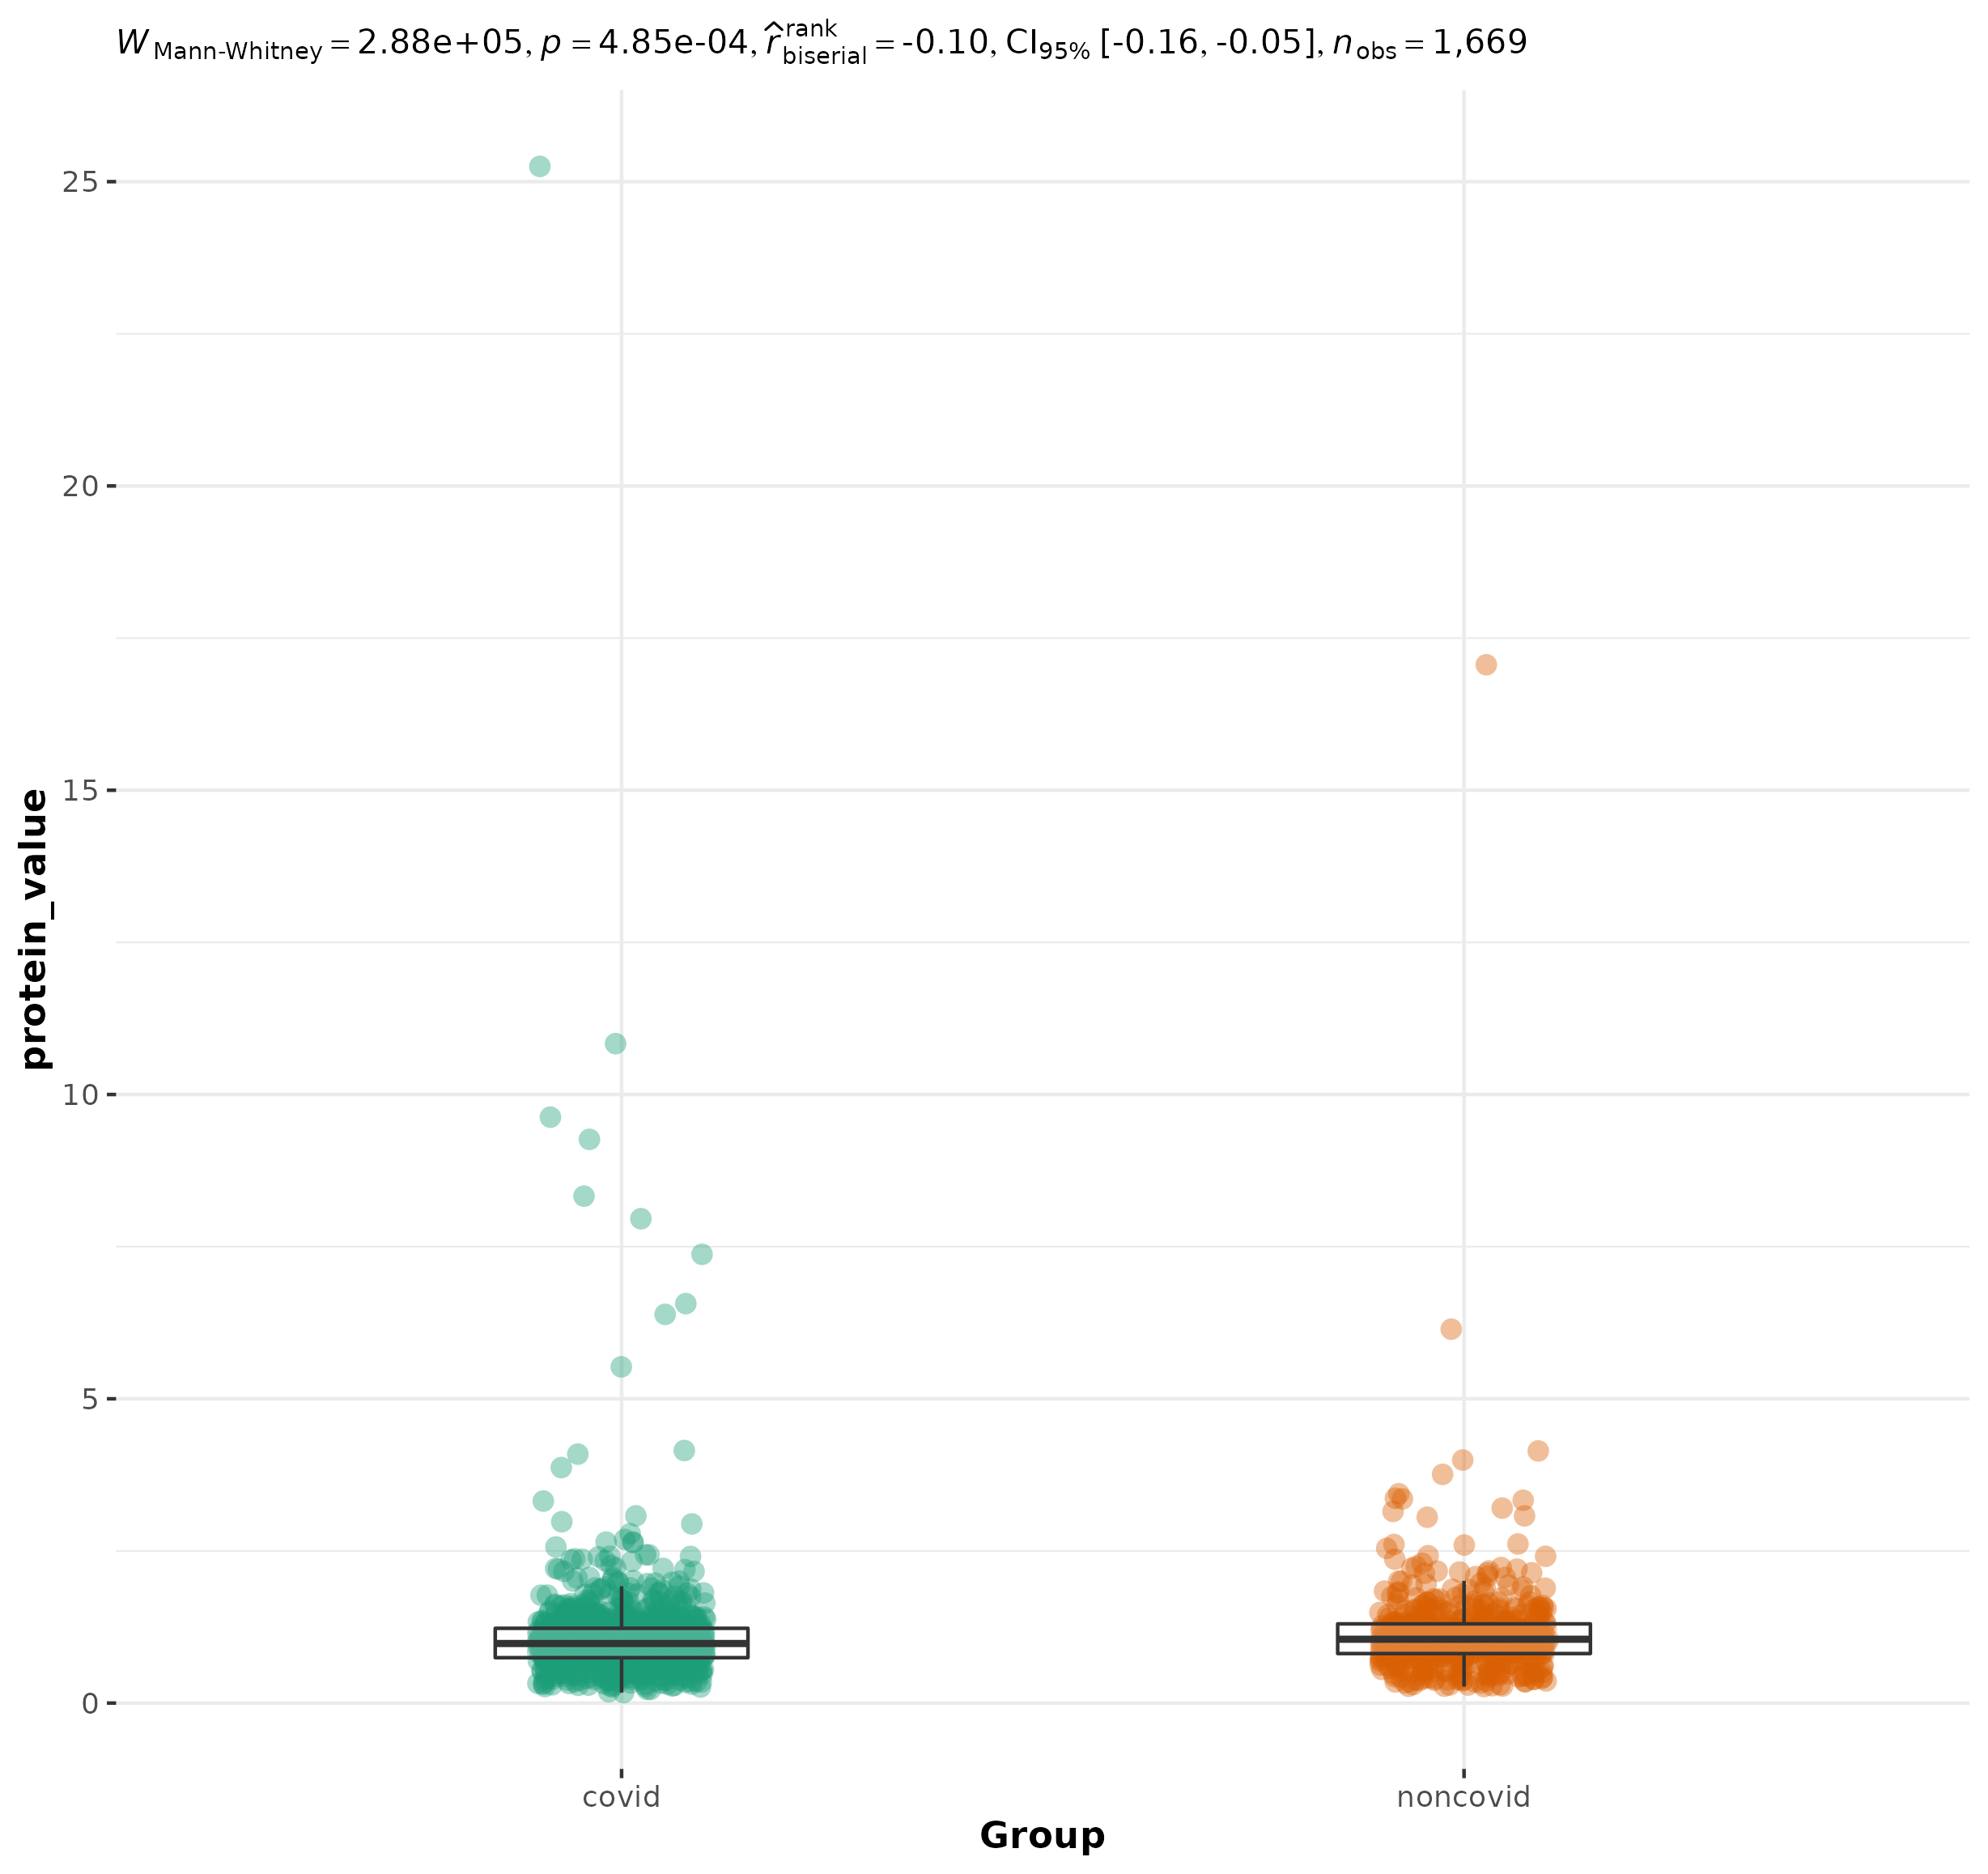 W Mann-Whitney = 2.88e+05, p = 4.85e-04, r̂ rank biserial = -0.10, CI95% [-0.16, -0.05], n obs = 1,669
25
20
15
10
5
0
protein_value
covid noncovid
Group